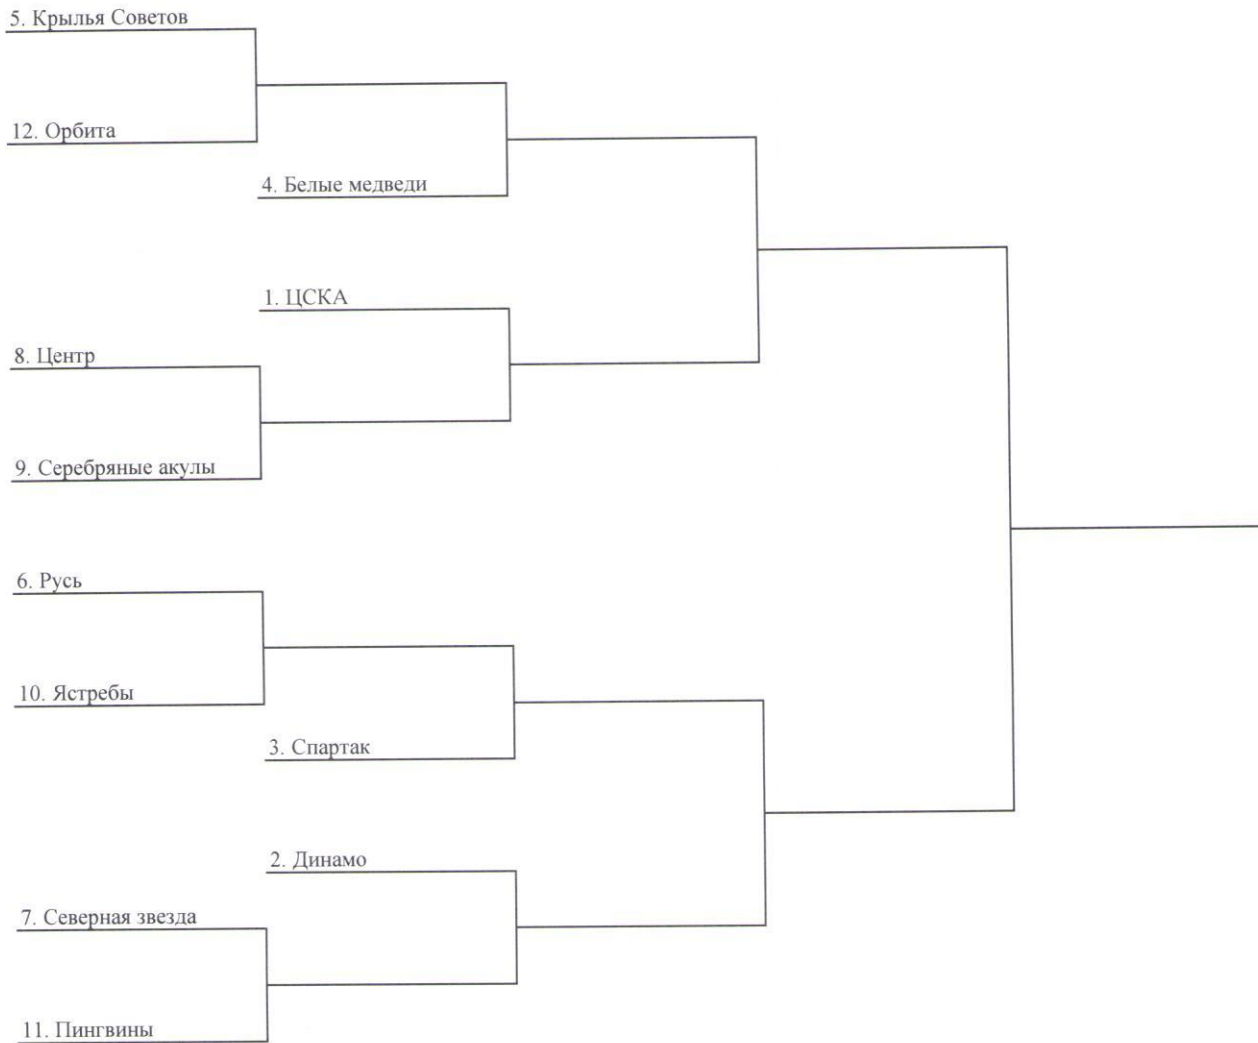 5. Крылья Советов
12. Орбита
4. Белые медведи
1. ЦСКА
8. Центр
9. Серебряные акулы
6. Русь
10. Ястребы
3. Спартак
2. Динамо
7. Северная звезда
11. Пингвины